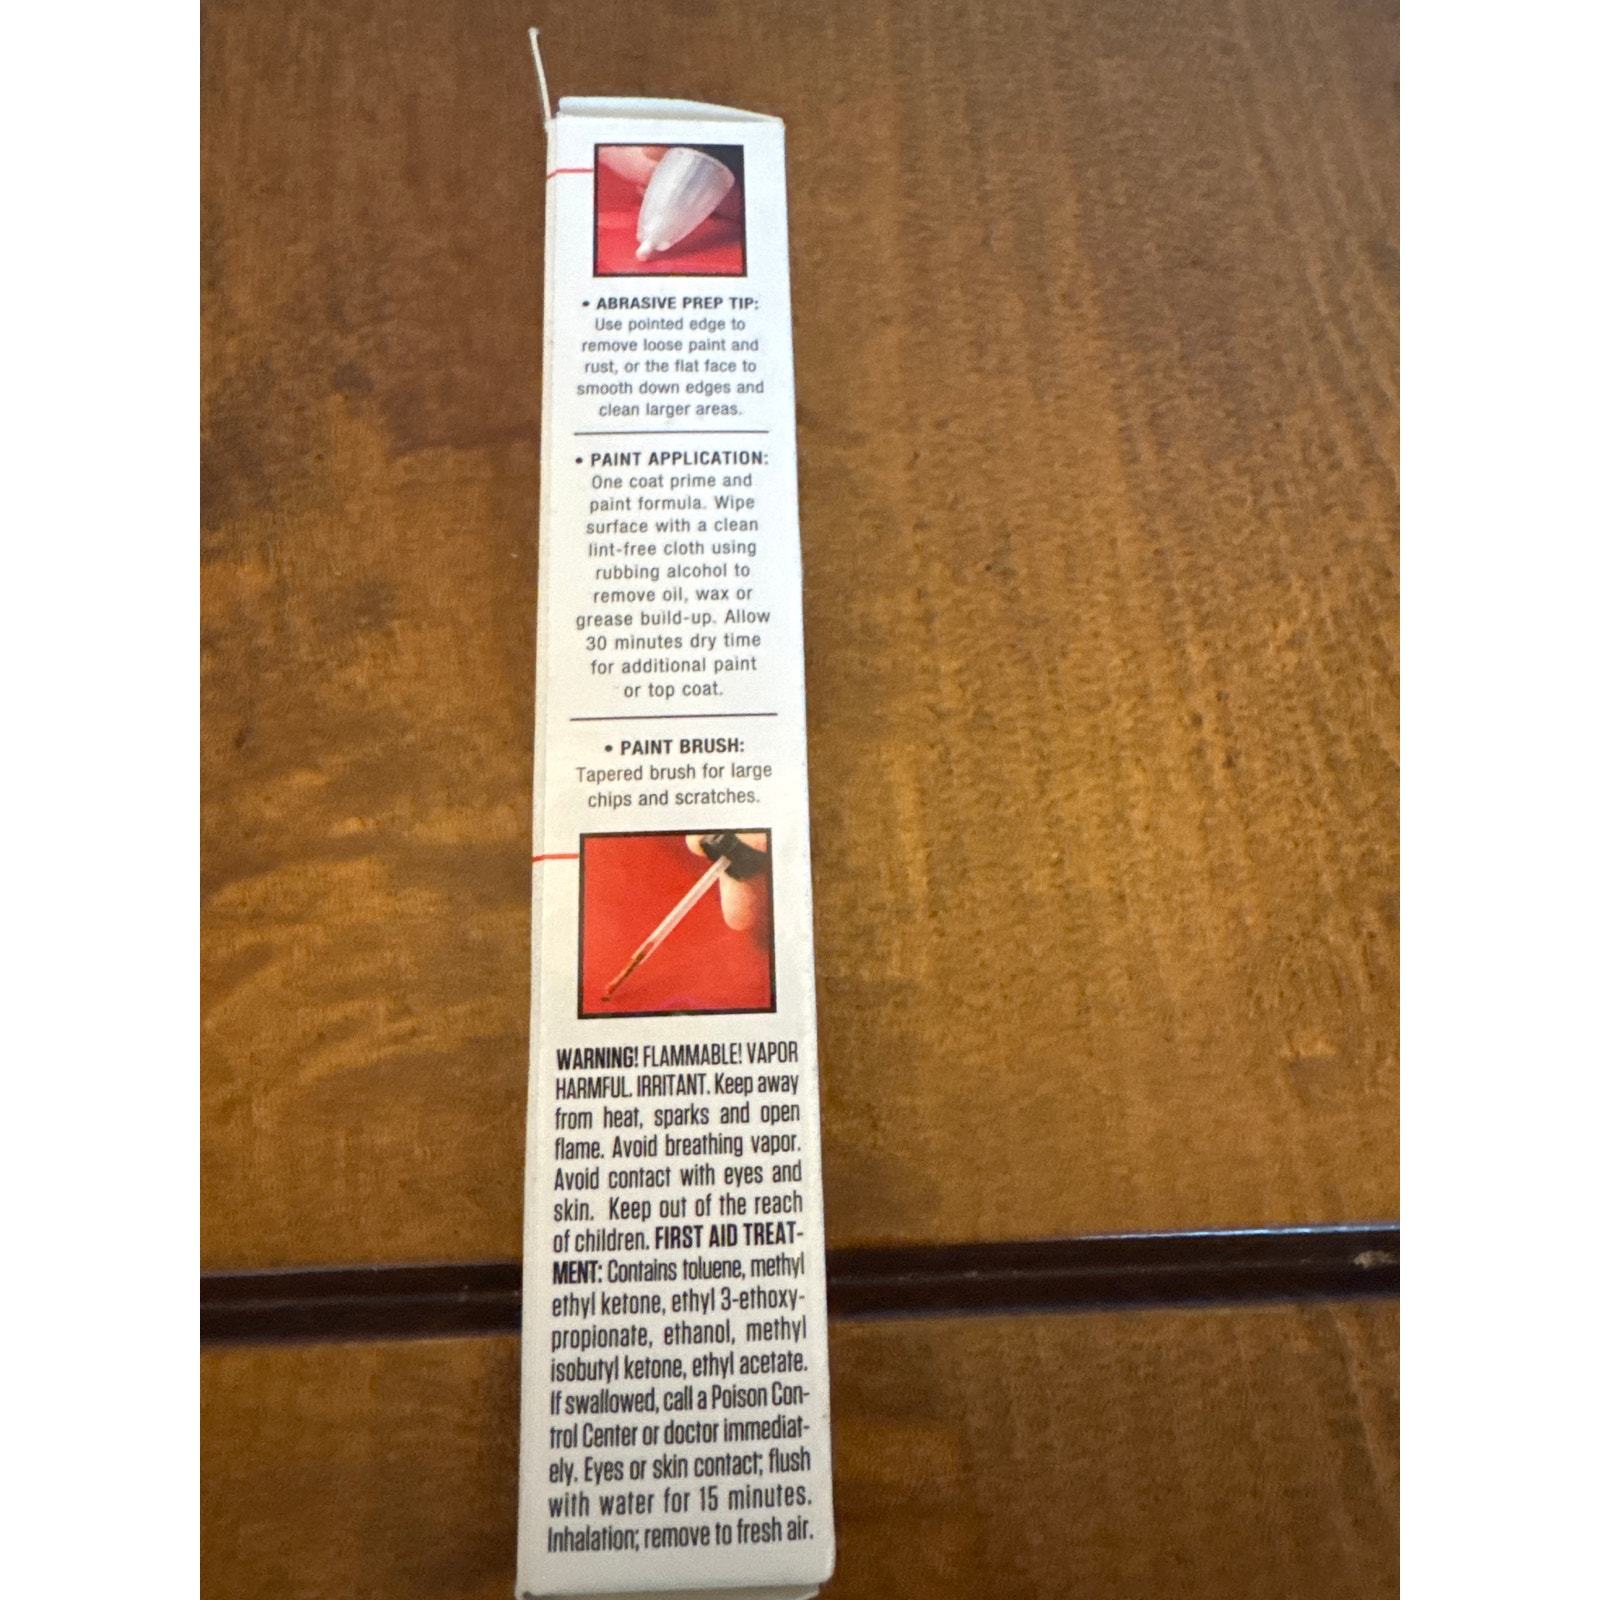 • ABRASIVE PREP TIP:
Use pointed edge to
remove loose paint and
rust, or the flat face to
smooth down edges and
clean larger areas.
• PAINT APPLICATION:
One coat prime and
paint formula. Wipe
surface with a clean
lint-free cloth using
rubbing alcohol to
remove oil, wax or
grease build-up. Allow
30 minutes dry time
for additional paint
or top coat.
• PAINT BRUSH:
Tapered brush for large
chips and scratches.
WARNING! FLAMMABLE! VAPOR
HARMFUL. IRRITANT. Keep away
from heat, sparks and open
flame. Avoid breathing vapor.
Avoid contact with eyes and
skin. Keep out of the reach
of children. FIRST AID TREAT-
MENT: Contains toluene, methyl
ethyl ketone, ethyl 3-ethoxy-
propionate, ethanol, methyl
isobutyl ketone, ethyl acetate.
If swallowed, call a Poison Con-
trol Center or doctor immediat-
ely. Eyes or skin contact; flush
with water for 15 minutes.
Inhalation; remove to fresh air.